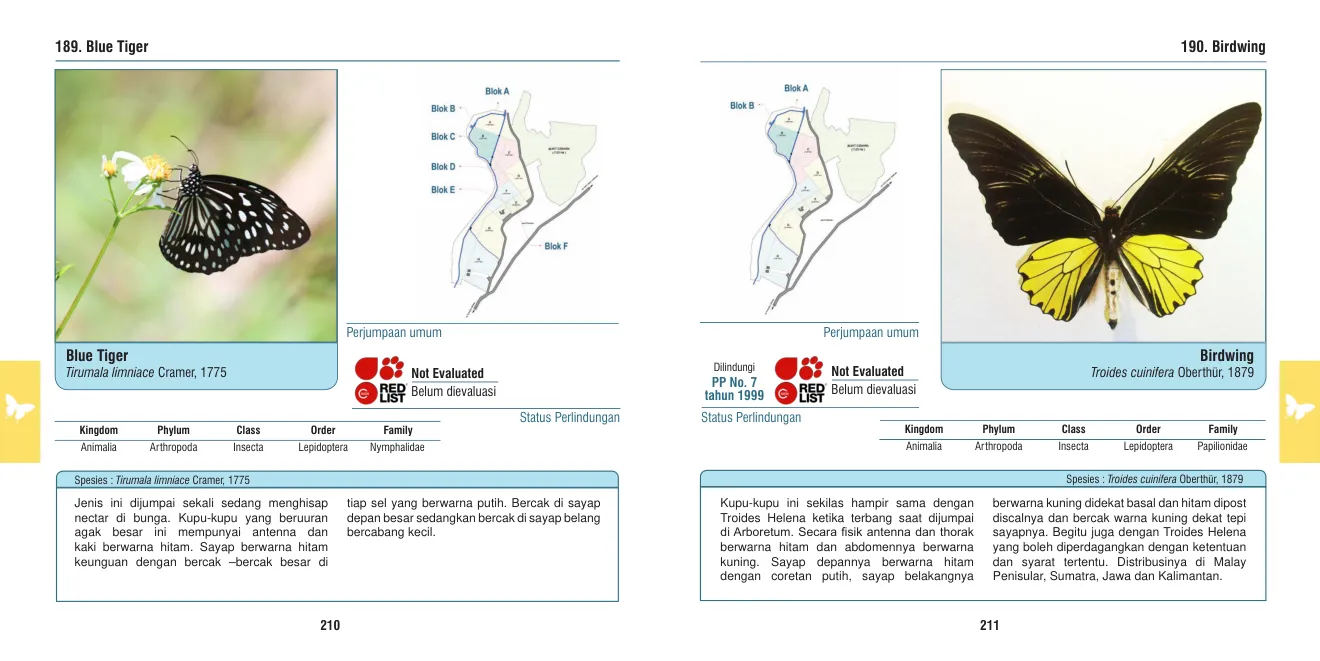 189. Blue Tiger
Blok A
Blok B
Blok C
Blok D
Blok E
Blok F
Perjumpaan umum
Blue Tiger
Tirumala limniace Cramer, 1775
RED
LIST
Not Evaluated
Belum dievaluasi
Status Perlindungan
Kingdom Phylum Class Order Family
Animalia Arthropoda Insecta Lepidoptera Nymphalidae
Spesies : Tirumala limniace Cramer, 1775
Jenis ini dijumpai sekali sedang menghisap
nectar di bunga. Kupu-kupu yang beruuran
agak besar ini mempunyai antenna dan
kaki berwarna hitam. Sayap berwarna hitam
keunguan dengan bercak –bercak besar di
tiap sel yang berwarna putih. Bercak di sayap
depan besar sedangkan bercak di sayap belang
bercabang kecil.
210
190. Birdwing
Blok A
Blok B
Perjumpaan umum
Birdwing
Troides cuinifera Oberthür, 1879
Dilindungi
PP No. 7
tahun 1999
RED
LIST
Not Evaluated
Belum dievaluasi
Status Perlindungan
Kingdom Phylum Class Order Family
Animalia Arthropoda Insecta Lepidoptera Papilionidae
Spesies : Troides cuinifera Oberthür, 1879
Kupu-kupu ini sekilas hampir sama dengan
Troides Helena ketika terbang saat dijumpai
di Arboretum. Secara fisik antenna dan thorak
berwarna hitam dan abdomennya berwarna
kuning. Sayap depannya berwarna hitam
dengan coretan putih, sayap belakangnya
berwarna kuning didekat basal dan hitam dipost
discalnya dan bercak warna kuning dekat tepi
sayapnya. Begitu juga dengan Troides Helena
yang boleh diperdagangkan dengan ketentuan
dan syarat tertentu. Distribusinya di Malay
Penisular, Sumatra, Jawa dan Kalimantan.
211